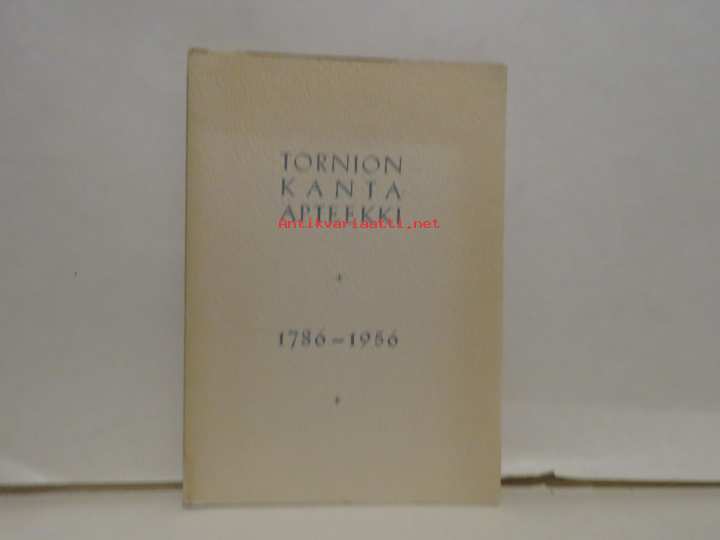 TORNION
KANTA
APTEEKKI
Antikvariaatti.net
1786-1956